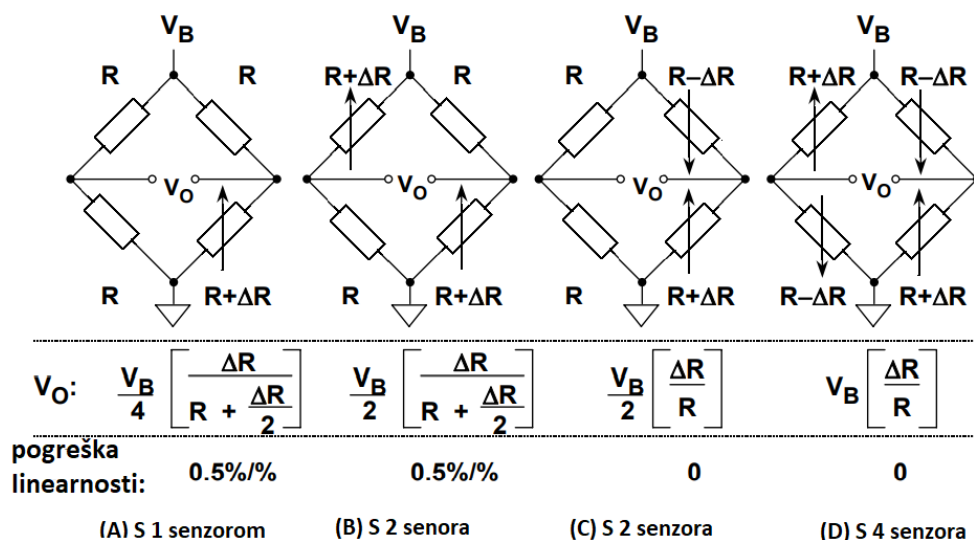 V_B V_B V_B V_B
R R R+ΔR R R R−ΔR R+ΔR R−ΔR
V_O V_O V_O V_O
R R+ΔR R R+ΔR R R+ΔR R−ΔR R+ΔR
V_O: V_B/4 [ΔR / (R + ΔR/2)] V_B/2 [ΔR / (R + ΔR/2)] V_B/2 [ΔR/R] V_B [ΔR/R]
pogreška
linearnosti: 0.5%/% 0.5%/% 0 0
(A) S 1 senzorom (B) S 2 senora (C) S 2 senzora (D) S 4 senzora